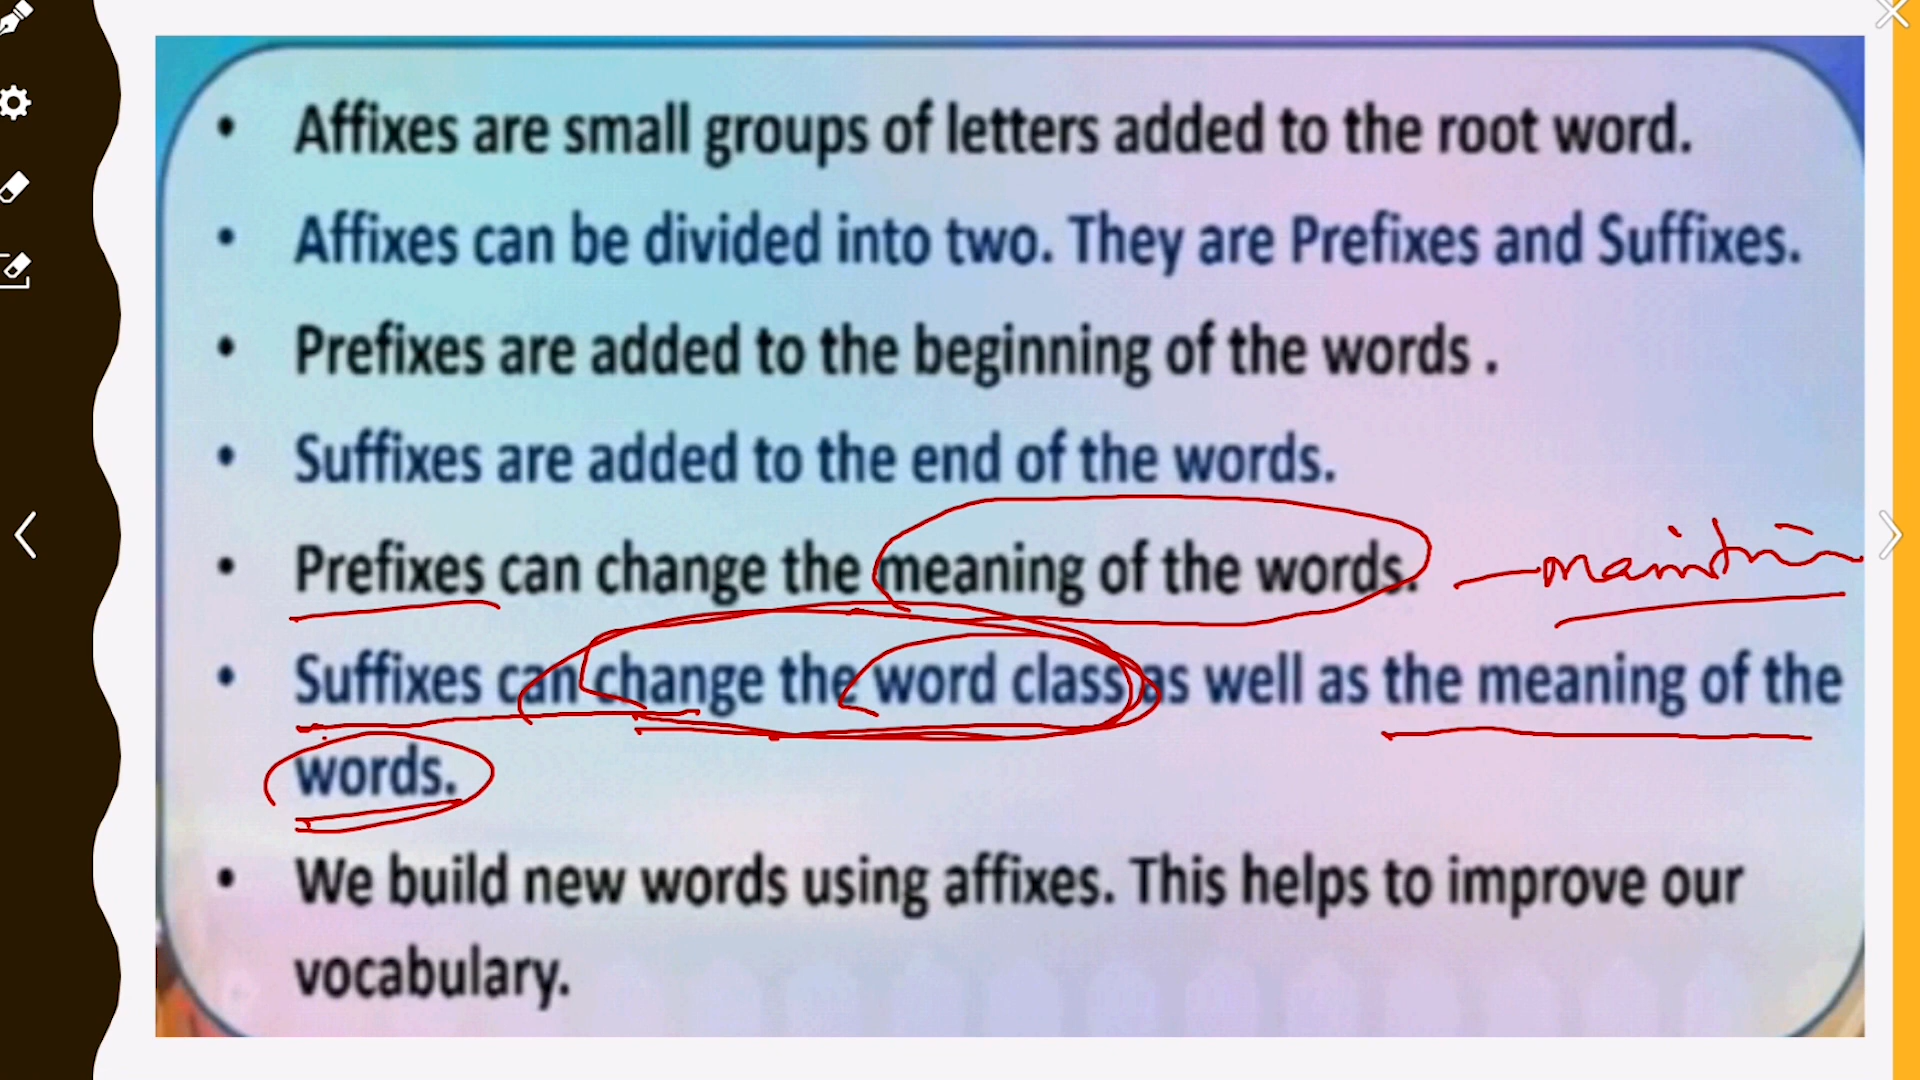 • Affixes are small groups of letters added to the root word.
• Affixes can be divided into two. They are Prefixes and Suffixes.
• Prefixes are added to the beginning of the words .
• Suffixes are added to the end of the words.
• Prefixes can change the meaning of the words.
• Suffixes can change the word class as well as the meaning of the
words.
• We build new words using affixes. This helps to improve our
vocabulary.